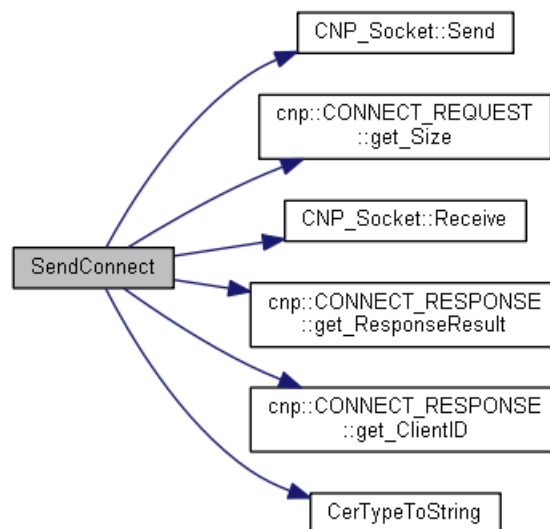 CNP_Socket::Send
cnp::CONNECT_REQUEST
::get_Size
CNP_Socket::Receive
SendConnect
cnp::CONNECT_RESPONSE
::get_ResponseResult
cnp::CONNECT_RESPONSE
::get_ClientID
CerTypeToString